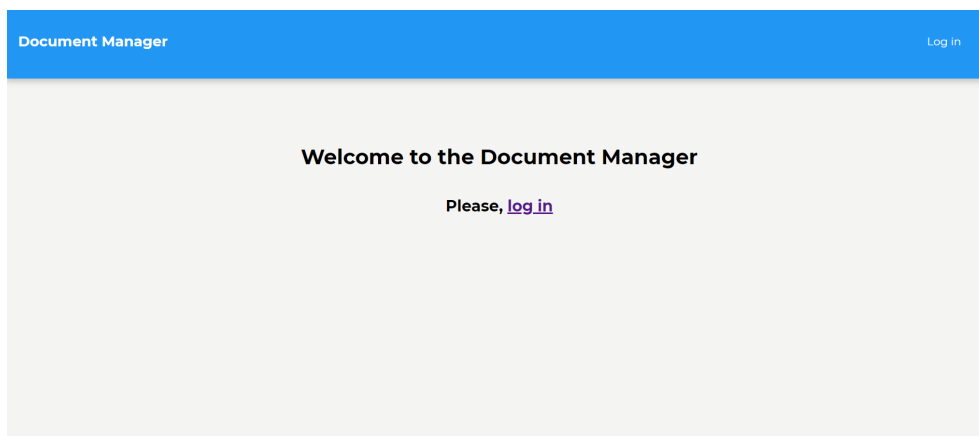 Document Manager
Log in
Welcome to the Document Manager
Please, log in